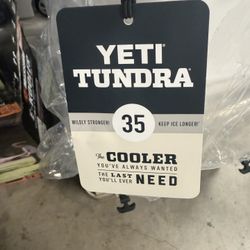 YETI
TUNDRA
WILDLY STRONGER! 35 KEEP ICE LONGER!
The COOLER
YOU'VE ALWAYS WANTED
THE LAST NEED
YOU'LL EVER